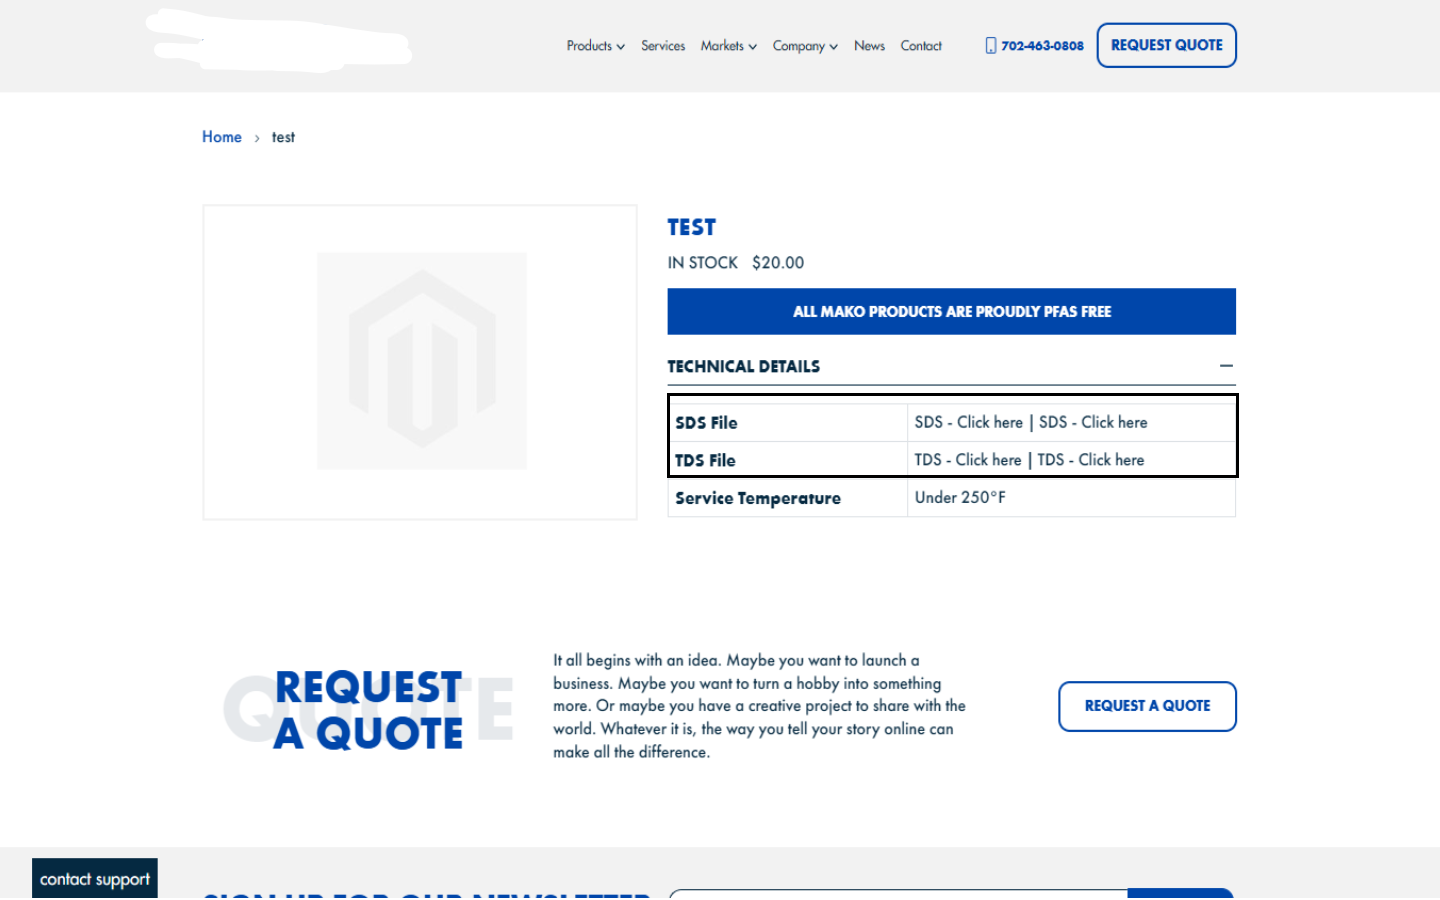 Products Services Markets Company News Contact 702-463-0808 REQUEST QUOTE
Home › test
TEST
IN STOCK $20.00
ALL MAKO PRODUCTS ARE PROUDLY PFAS FREE
TECHNICAL DETAILS
SDS File SDS - Click here | SDS - Click here
TDS File TDS - Click here | TDS - Click here
Service Temperature Under 250°F
QUOTE
REQUEST
A QUOTE
It all begins with an idea. Maybe you want to launch a
business. Maybe you want to turn a hobby into something
more. Or maybe you have a creative project to share with the
world. Whatever it is, the way you tell your story online can
make all the difference.
REQUEST A QUOTE
contact support
SIGN UP FOR OUR NEWSLETTER